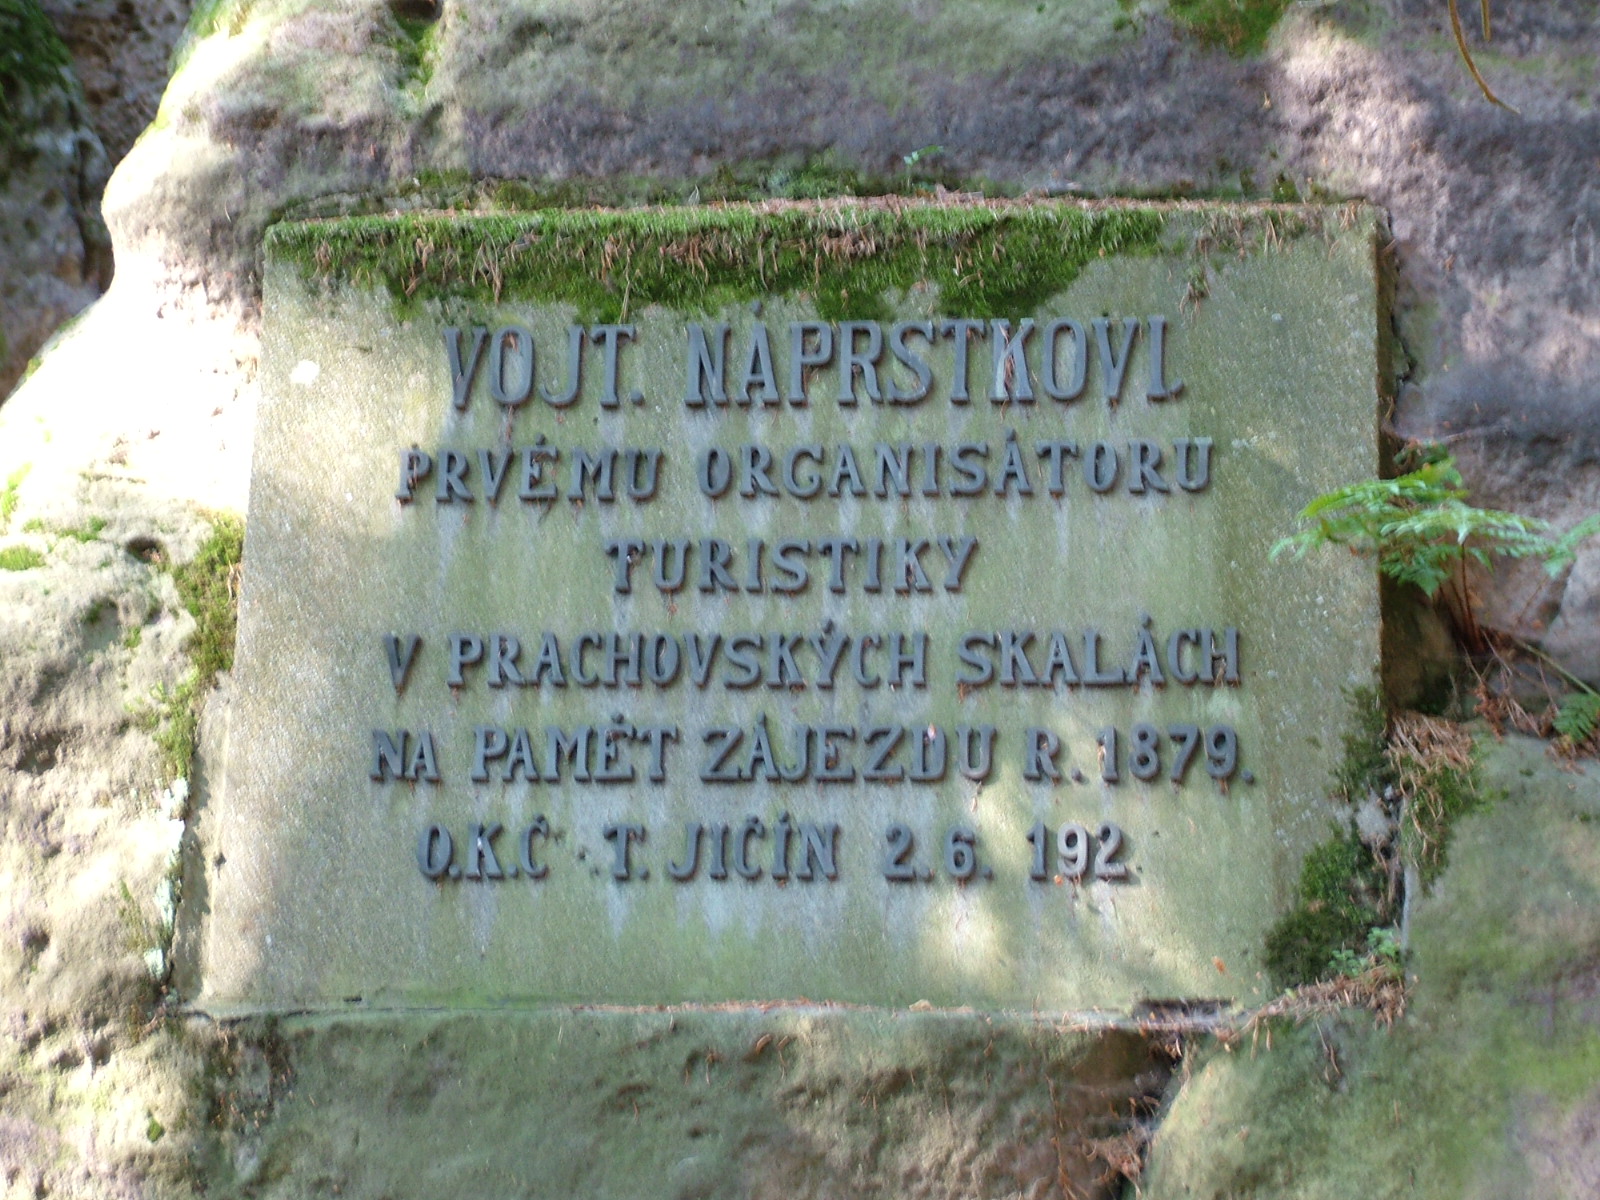 VOJT. NÁPRSTKOVI.
PRVÉMU ORGANISÁTORU
TURISTIKY
V PRACHOVSKÝCH SKALÁCH
NA PAMĚT ZÁJEZDU R. 1879.
O.K.Č T. JIČÍN 2.6. 192